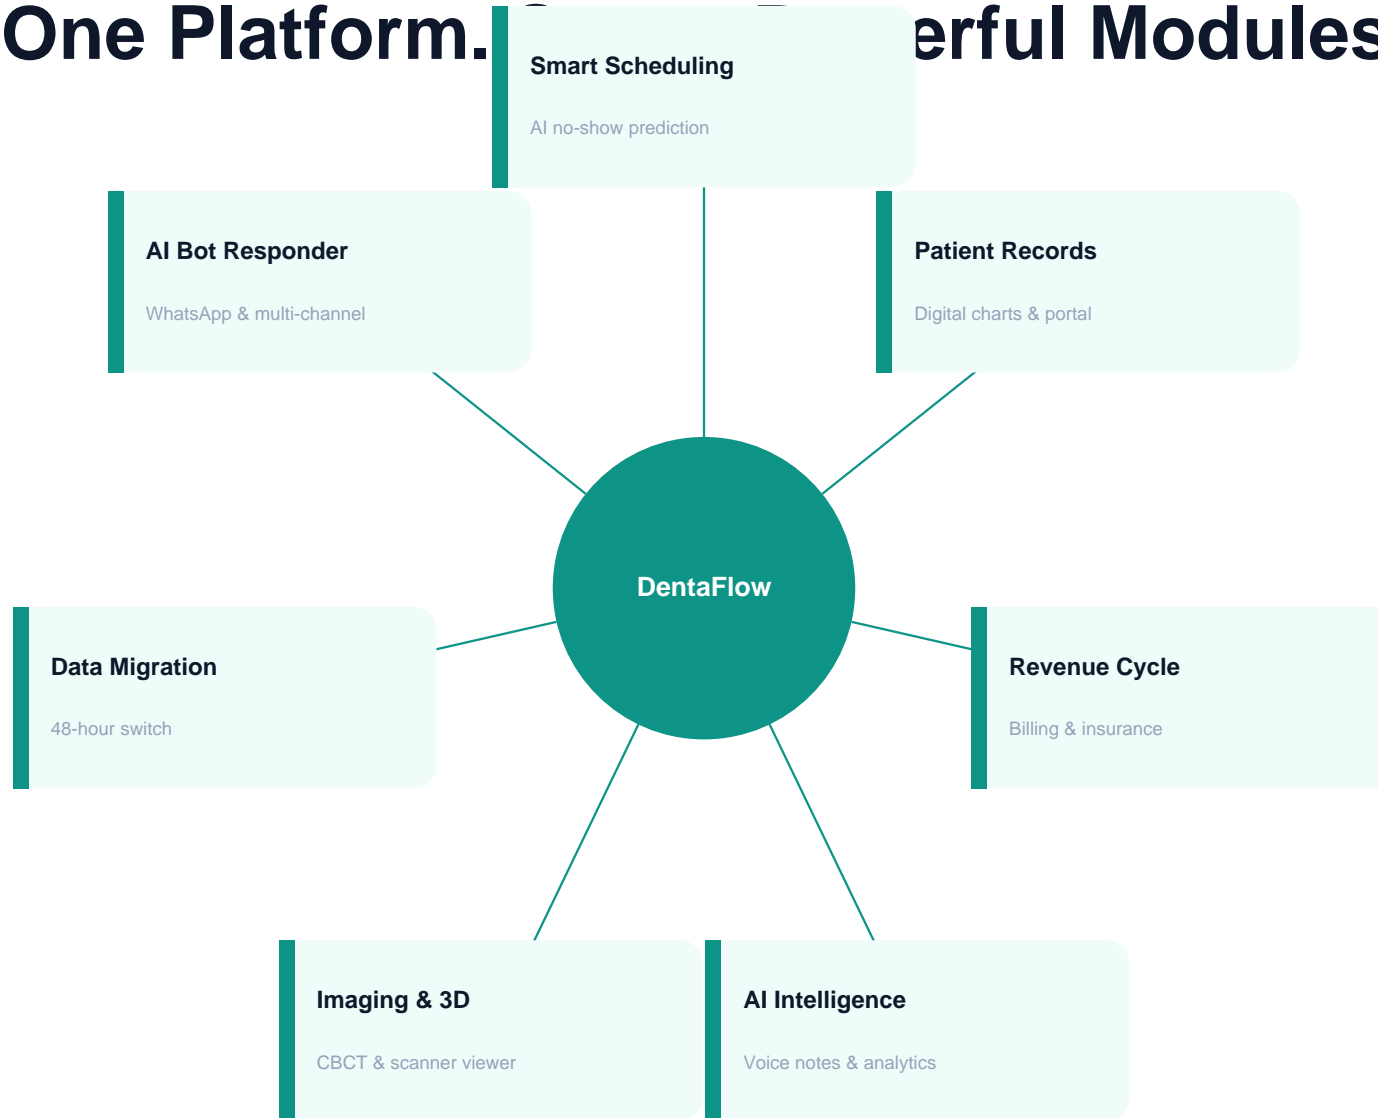 One Platform. erful Modules
Smart Scheduling
AI no-show prediction
AI Bot Responder
WhatsApp & multi-channel
Patient Records
Digital charts & portal
DentaFlow
Data Migration
48-hour switch
Revenue Cycle
Billing & insurance
Imaging & 3D
CBCT & scanner viewer
AI Intelligence
Voice notes & analytics